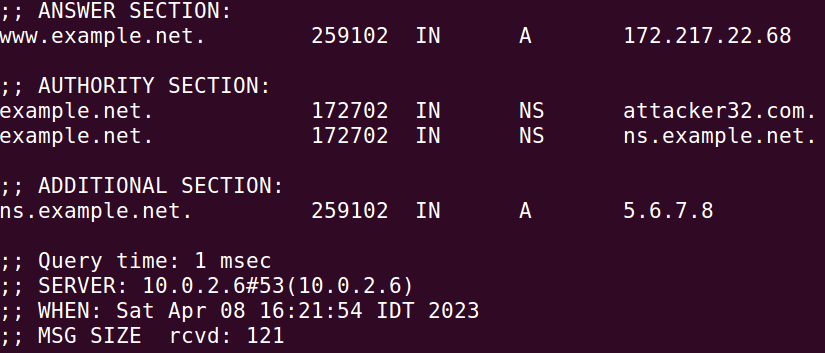 ;; ANSWER SECTION:
www.example.net. 259102 IN A 172.217.22.68
;; AUTHORITY SECTION:
example.net. 172702 IN NS attacker32.com.
example.net. 172702 IN NS ns.example.net.
;; ADDITIONAL SECTION:
ns.example.net. 259102 IN A 5.6.7.8
;; Query time: 1 msec
;; SERVER: 10.0.2.6#53(10.0.2.6)
;; WHEN: Sat Apr 08 16:21:54 IDT 2023
;; MSG SIZE  rcvd: 121